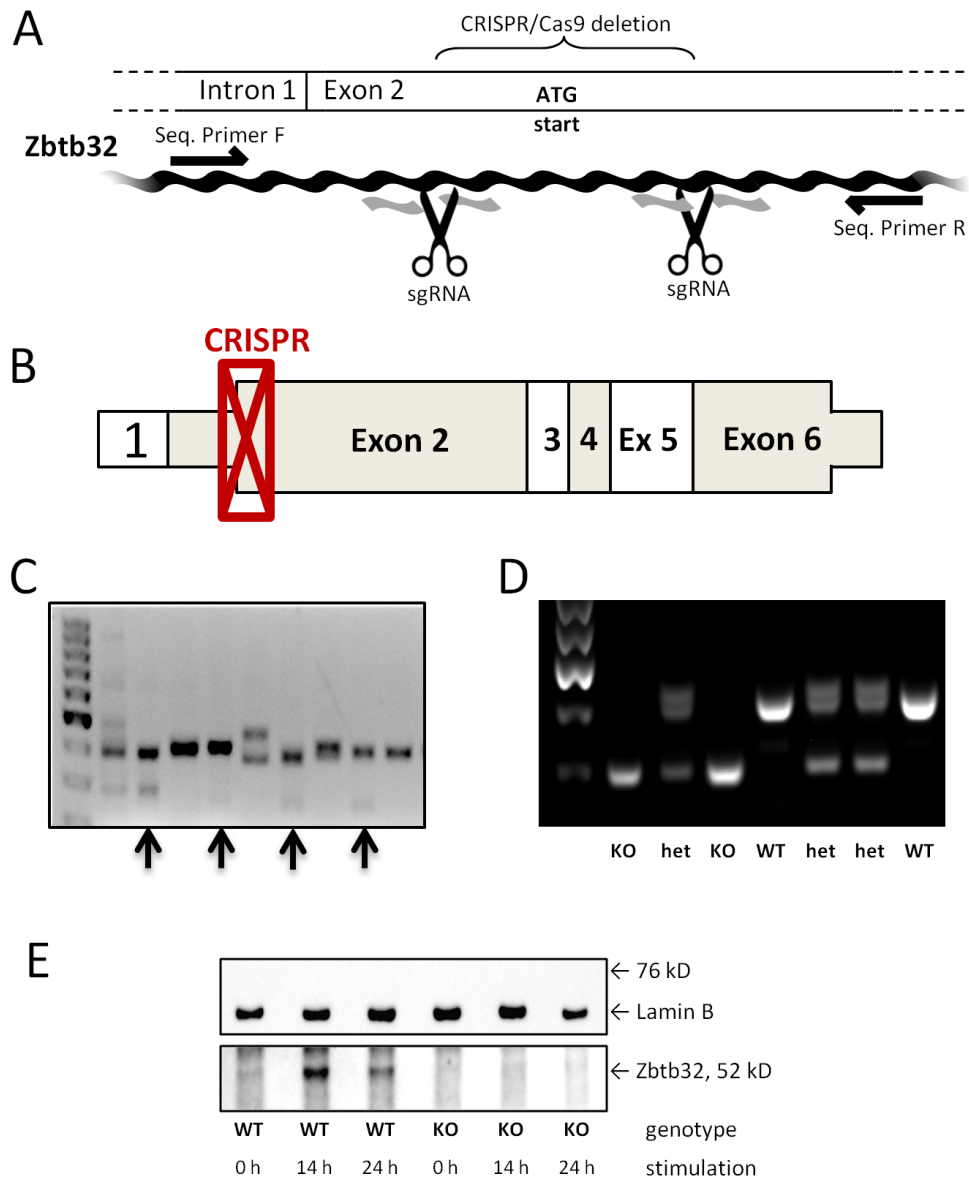 A
CRISPR/Cas9 deletion
Intron 1 Exon 2 ATG
start
Zbtb32
Seq. Primer F
Seq. Primer R
sgRNA sgRNA
CRISPR
B
1 Exon 2 3 4 Ex 5 Exon 6
C
D
KO het KO WT het het WT
E
← 76 kD
← Lamin B
← Zbtb32, 52 kD
WT WT WT KO KO KO genotype
0 h 14 h 24 h 0 h 14 h 24 h stimulation